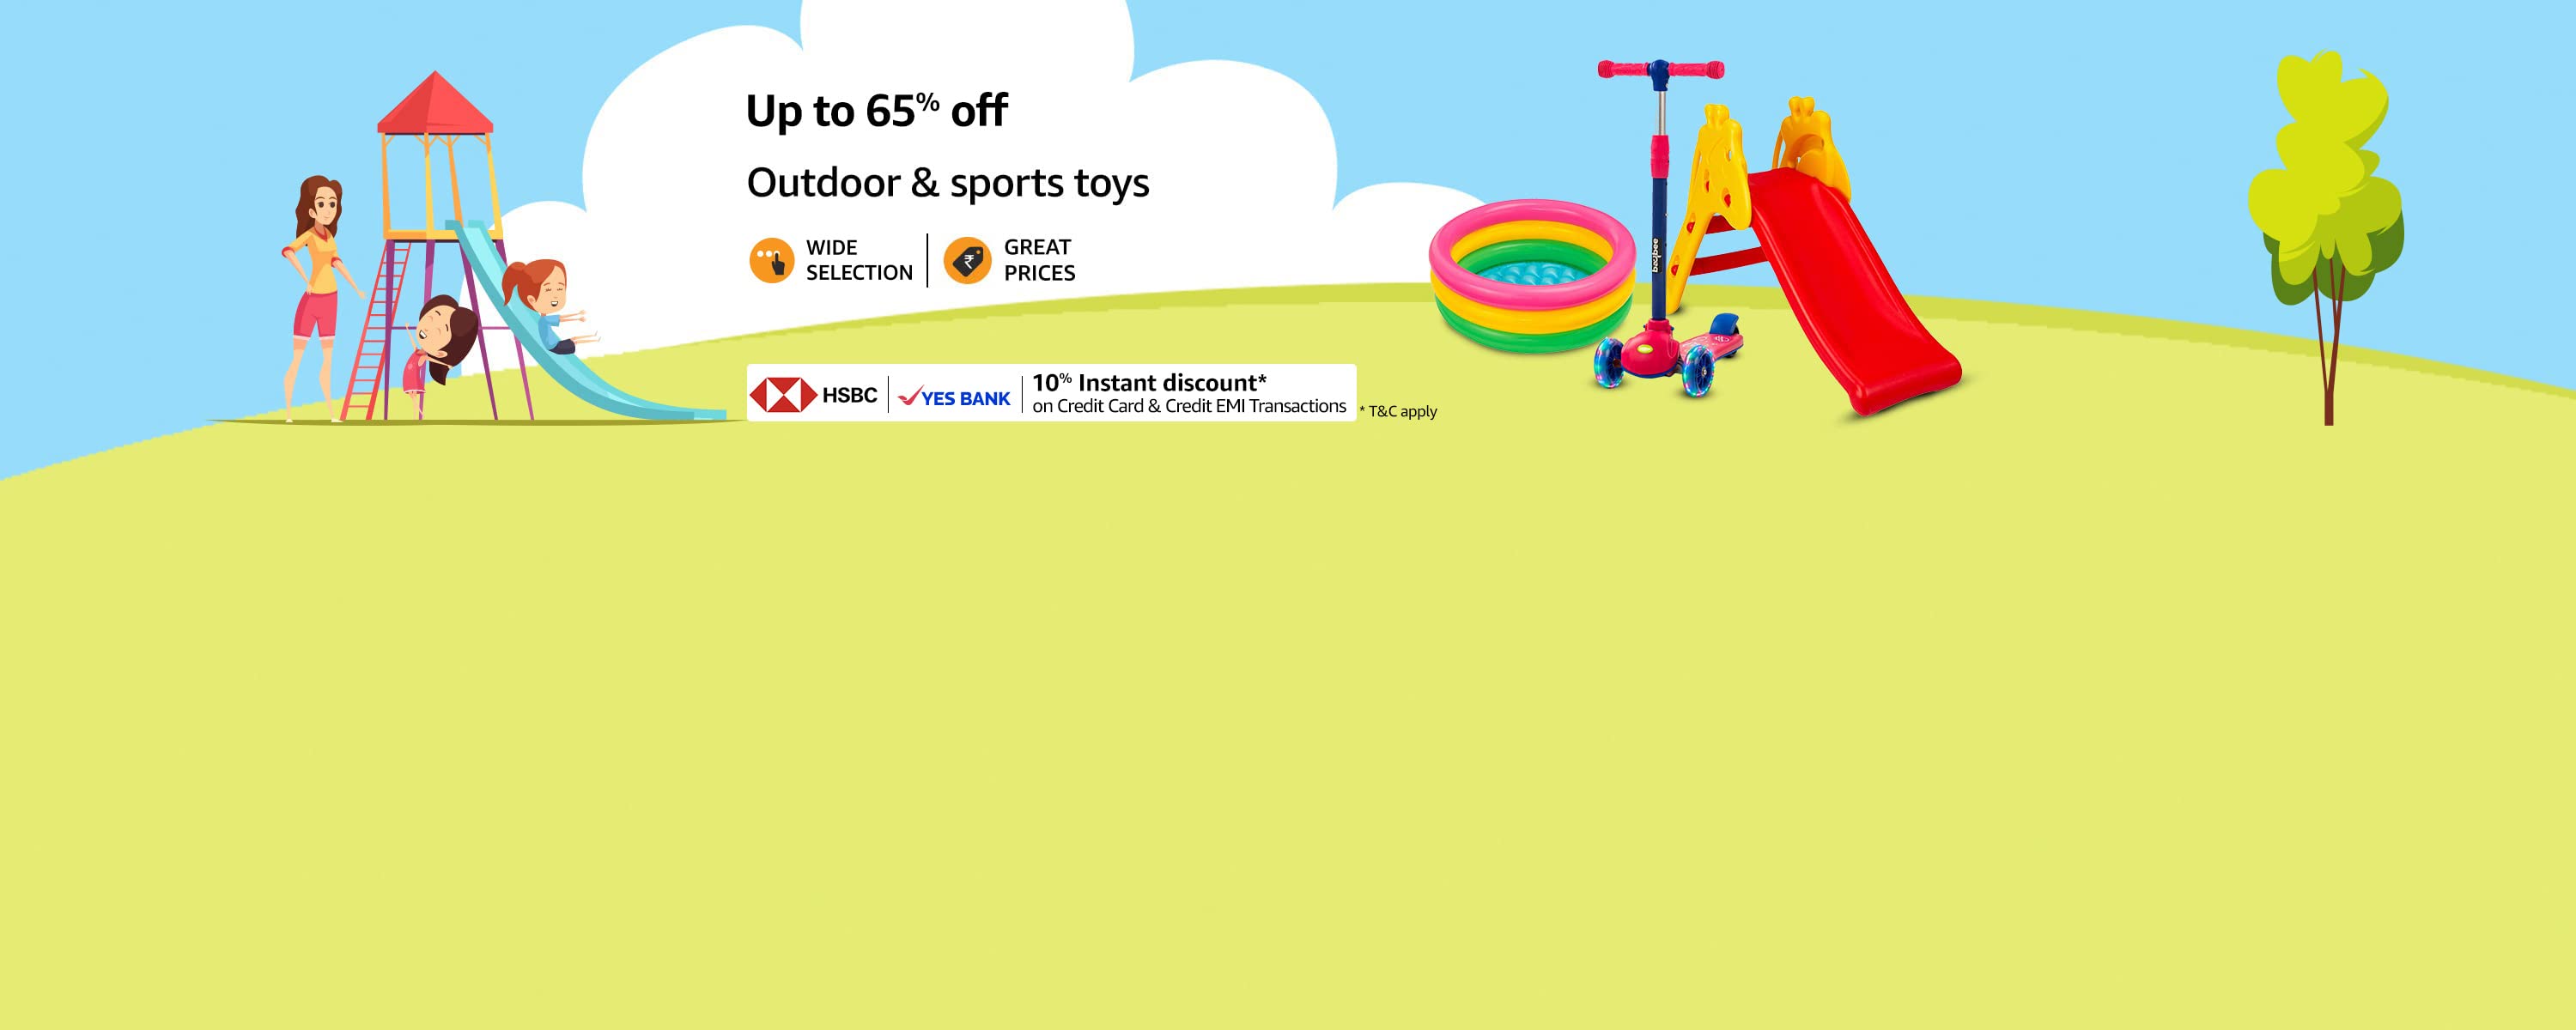 Up to 65% off
Outdoor & sports toys
WIDE
SELECTION
GREAT
PRICES
HSBC
YES BANK
10% Instant discount*
on Credit Card & Credit EMI Transactions
* T&C apply
baybee